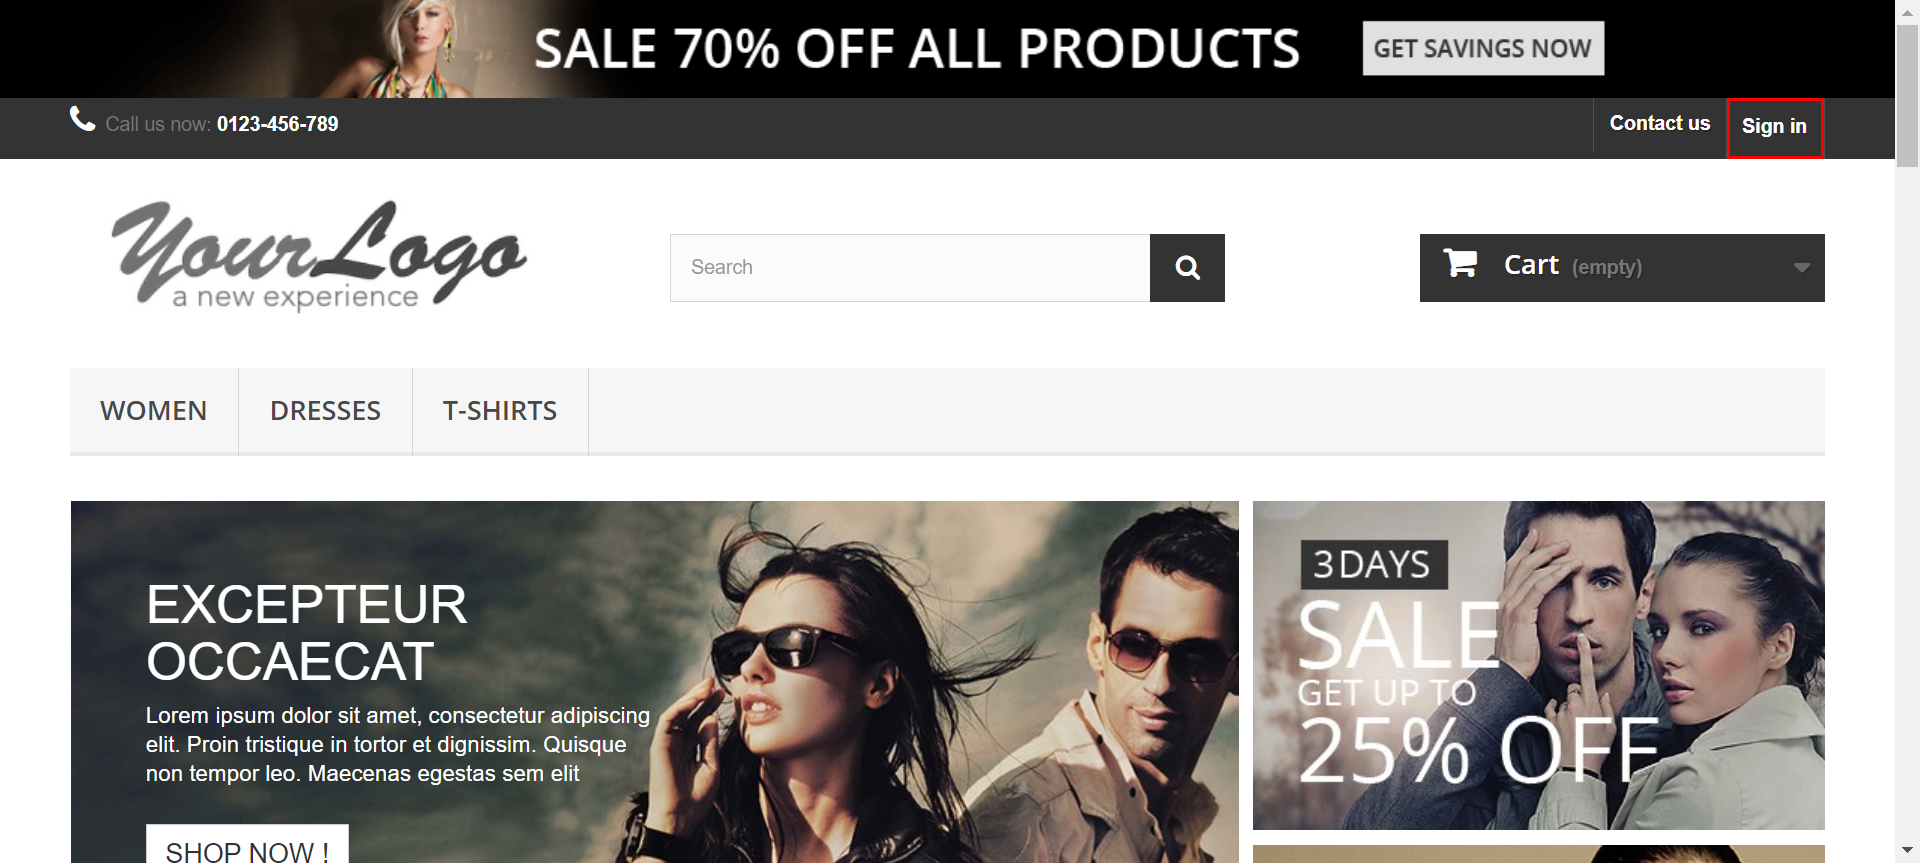 SALE 70% OFF ALL PRODUCTS
GET SAVINGS NOW
Call us now: 0123-456-789
Contact us
Sign in
Your Logo
a new experience
Search
Cart (empty)
WOMEN
DRESSES
T-SHIRTS
EXCEPTEUR
OCCAECAT
Lorem ipsum dolor sit amet, consectetur adipiscing
elit. Proin tristique in tortor et dignissim. Quisque
non tempor leo. Maecenas egestas sem elit
SHOP NOW !
3 DAYS
SALE
GET UP TO
25% OFF